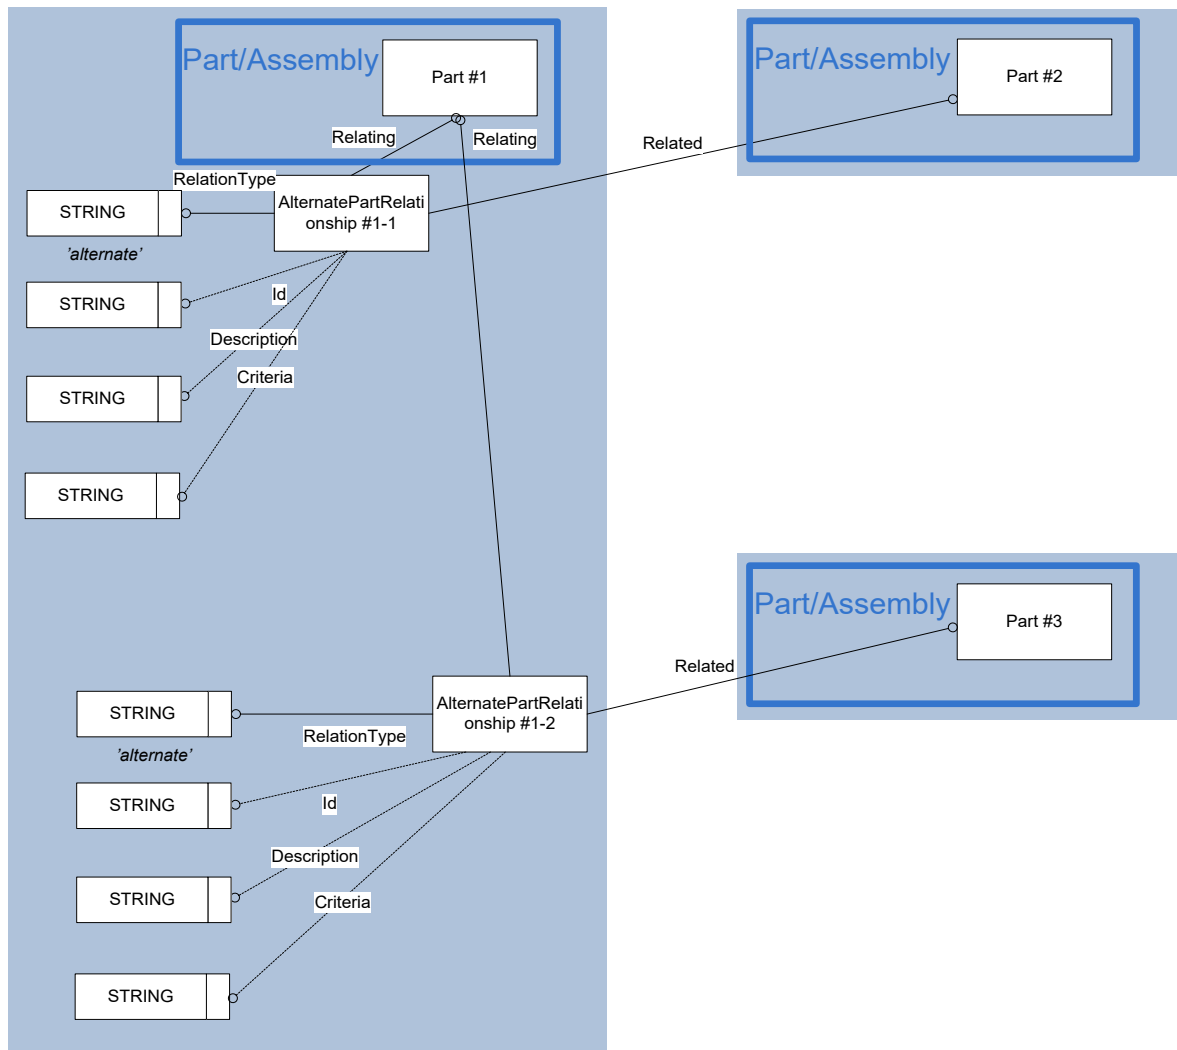 Part/Assembly
Part #1
Part/Assembly
Part #2
Relating
Relating
Related
RelationType
AlternatePartRelati
onship #1-1
STRING
'alternate'
STRING
Id
Description
Criteria
STRING
STRING
Part/Assembly
Part #3
Related
AlternatePartRelati
onship #1-2
STRING
RelationType
'alternate'
STRING
Id
Description
STRING
Criteria
STRING